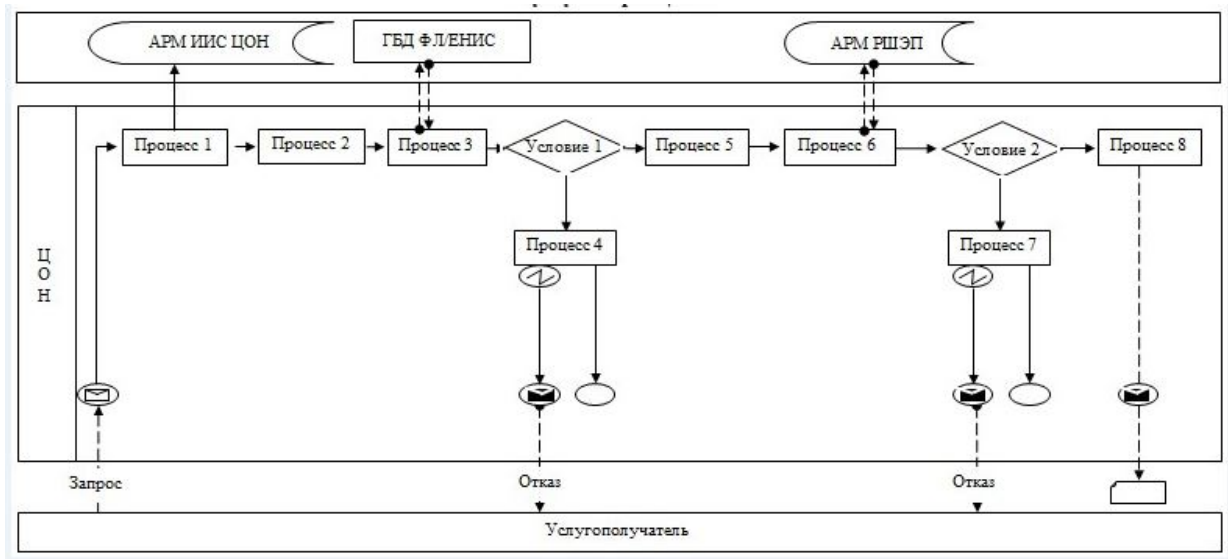 АРМ ИИС ЦОН
ГБД ФЛ/ЕНИС
АРМ РШЭП
Процесс 1
Процесс 2
Процесс 3
Условие 1
Процесс 5
Процесс 6
Условие 2
Процесс 8
Процесс 4
Процесс 7
Ц
О
Н
Запрос
Отказ
Отказ
Услугополучатель